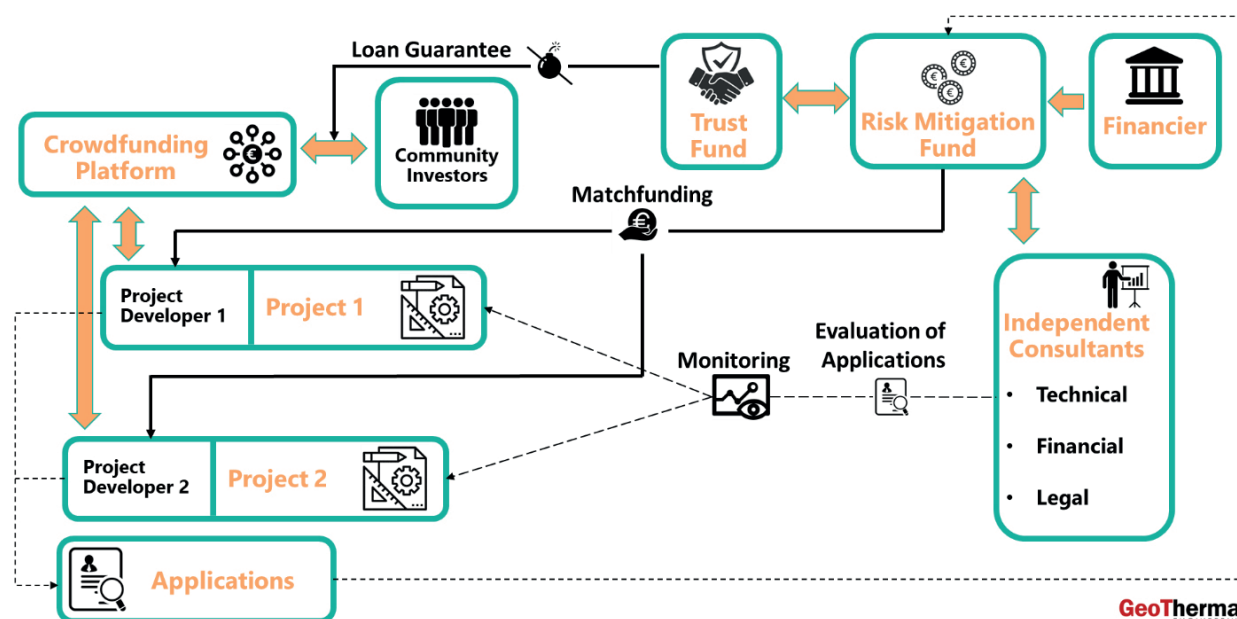 Loan Guarantee
Crowdfunding
Platform
Community
Investors
Trust
Fund
Risk Mitigation
Fund
Financier
Matchfunding
Project
Developer 1
Project 1
Monitoring
Evaluation of
Applications
Independent
Consultants
• Technical
• Financial
• Legal
Project
Developer 2
Project 2
Applications
GeoTherma